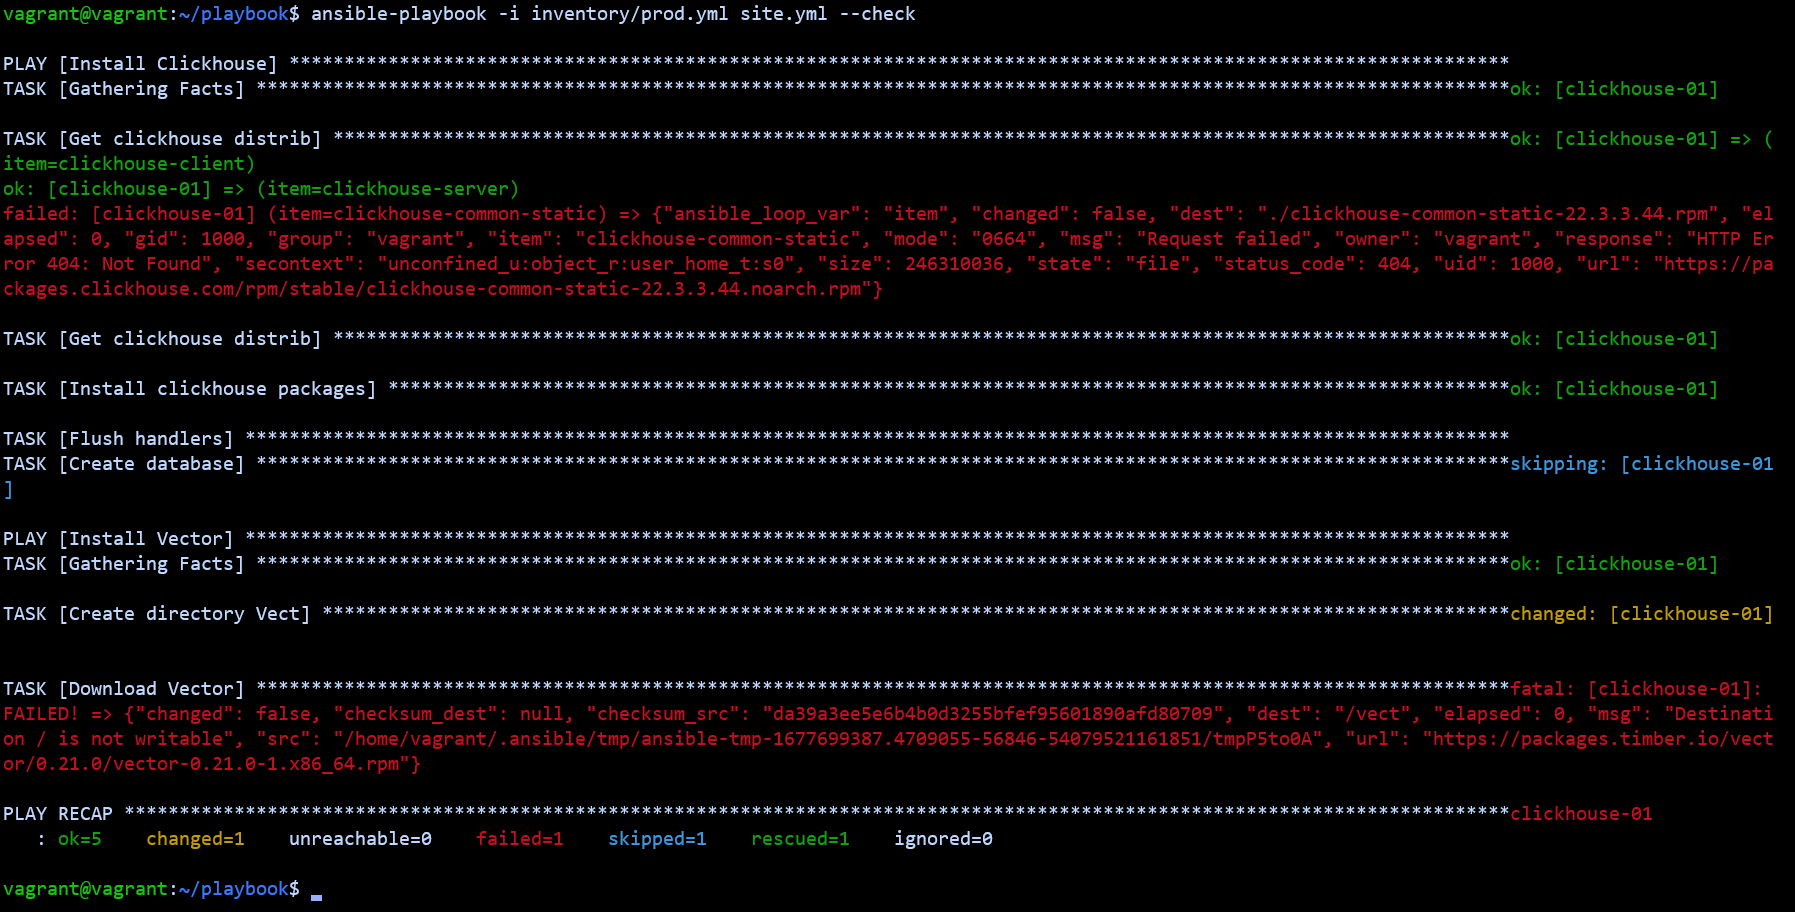 vagrant@vagrant:~/playbook$ ansible-playbook -i inventory/prod.yml site.yml --check

PLAY [Install Clickhouse] ***************************************************************************************************************
TASK [Gathering Facts] ******************************************************************************************************************ok: [clickhouse-01]

TASK [Get clickhouse distrib] ***********************************************************************************************************ok: [clickhouse-01] => (
item=clickhouse-client)
ok: [clickhouse-01] => (item=clickhouse-server)
failed: [clickhouse-01] (item=clickhouse-common-static) => {"ansible_loop_var": "item", "changed": false, "dest": "./clickhouse-common-static-22.3.3.44.rpm", "el
apsed": 0, "gid": 1000, "group": "vagrant", "item": "clickhouse-common-static", "mode": "0664", "msg": "Request failed", "owner": "vagrant", "response": "HTTP Er
ror 404: Not Found", "secontext": "unconfined_u:object_r:user_home_t:s0", "size": 246310036, "state": "file", "status_code": 404, "uid": 1000, "url": "https://pa
ckages.clickhouse.com/rpm/stable/clickhouse-common-static-22.3.3.44.noarch.rpm"}

TASK [Get clickhouse distrib] ***********************************************************************************************************ok: [clickhouse-01]

TASK [Install clickhouse packages] ******************************************************************************************************ok: [clickhouse-01]

TASK [Flush handlers] *******************************************************************************************************************
TASK [Create database] ******************************************************************************************************************skipping: [clickhouse-01
]

PLAY [Install Vector] *******************************************************************************************************************
TASK [Gathering Facts] ******************************************************************************************************************ok: [clickhouse-01]

TASK [Create directory Vect] ************************************************************************************************************changed: [clickhouse-01]

TASK [Download Vector] ******************************************************************************************************************fatal: [clickhouse-01]:
FAILED! => {"changed": false, "checksum_dest": null, "checksum_src": "da39a3ee5e6b4b0d3255bfef95601890afd80709", "dest": "/vect", "elapsed": 0, "msg": "Destinati
on / is not writable", "src": "/home/vagrant/.ansible/tmp/ansible-tmp-1677699387.4709055-56846-54079521161851/tmpP5to0A", "url": "https://packages.timber.io/vect
or/0.21.0/vector-0.21.0-1.x86_64.rpm"}

PLAY RECAP ******************************************************************************************************************************clickhouse-01
   : ok=5    changed=1    unreachable=0    failed=1    skipped=1    rescued=1    ignored=0

vagrant@vagrant:~/playbook$